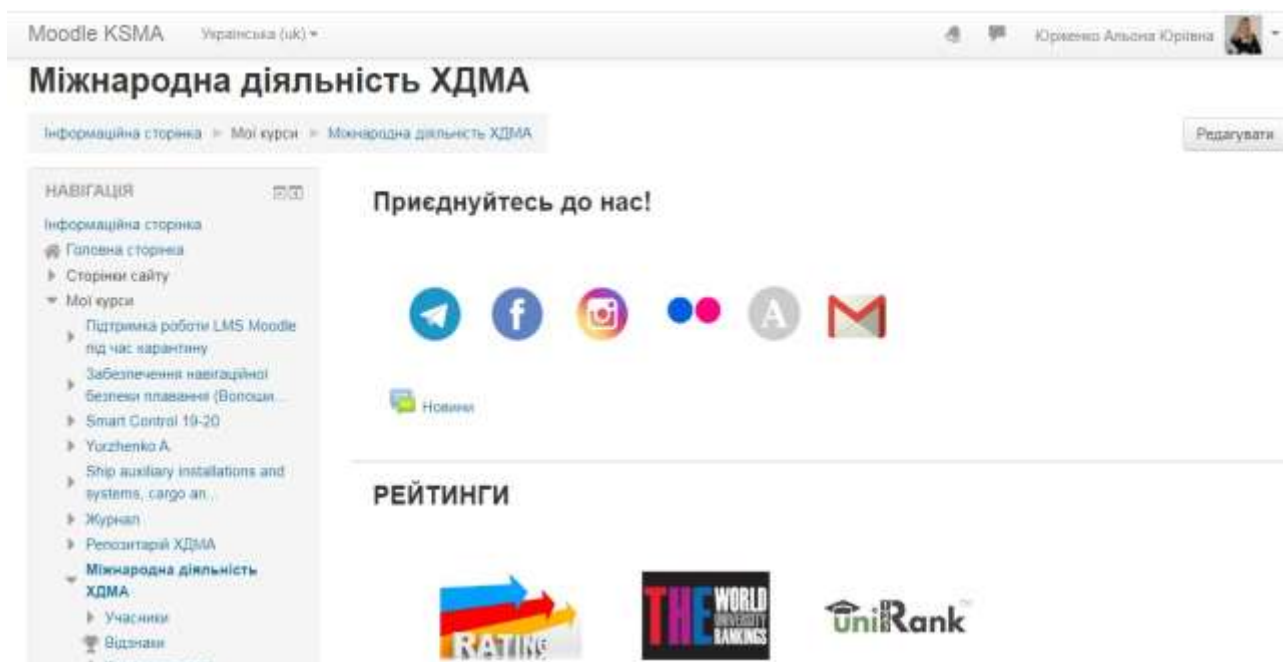 Moodle KSMA Українська (uk)
Юрженко Альона Юріївна
Міжнародна діяльність ХДМА
Інформаційна сторінка Мої курси Міжнародна діяльність ХДМА
Редагувати
НАВІГАЦІЯ
Інформаційна сторінка
Головна сторінка
Сторінки сайту
Мої курси
Підтримка роботи LMS Moodle
під час карантину
Забезпечення навігаційної
безпеки плавання (Волоши...
Smart Control 19-20
Yurzhenko A.
Ship auxiliary installations and
systems, cargo an...
Журнал
Репозитарій ХДМА
Міжнародна діяльність
ХДМА
Учасники
Відзнаки
Приєднуйтесь до нас!
f
A
M
Новини
РЕЙТИНГИ
RATING
THE WORLD
UNIVERSITY
RANKINGS
UniRank